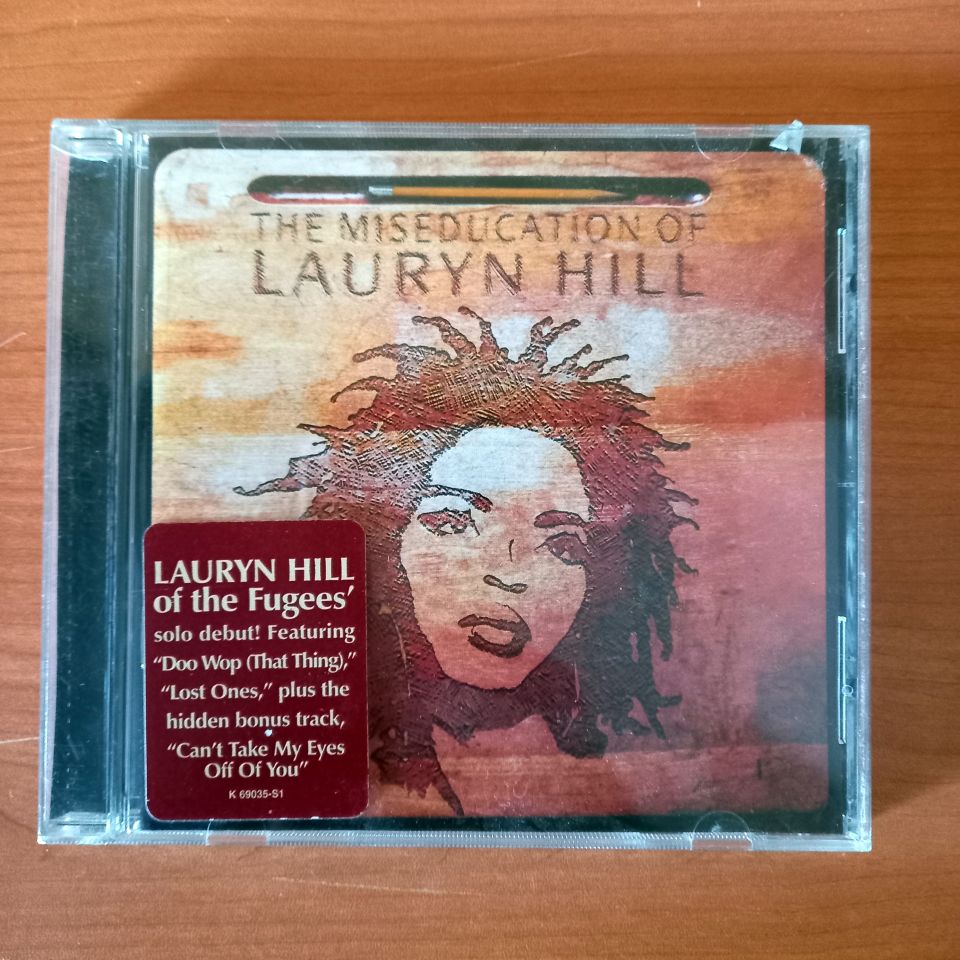 THE MISEDUCATION OF
LAURYN HILL
LAURYN HILL
of the Fugees’
solo debut! Featuring
“Doo Wop (That Thing),”
“Lost Ones,” plus the
hidden bonus track,
“Can’t Take My Eyes
Off Of You”
K 69035-S1